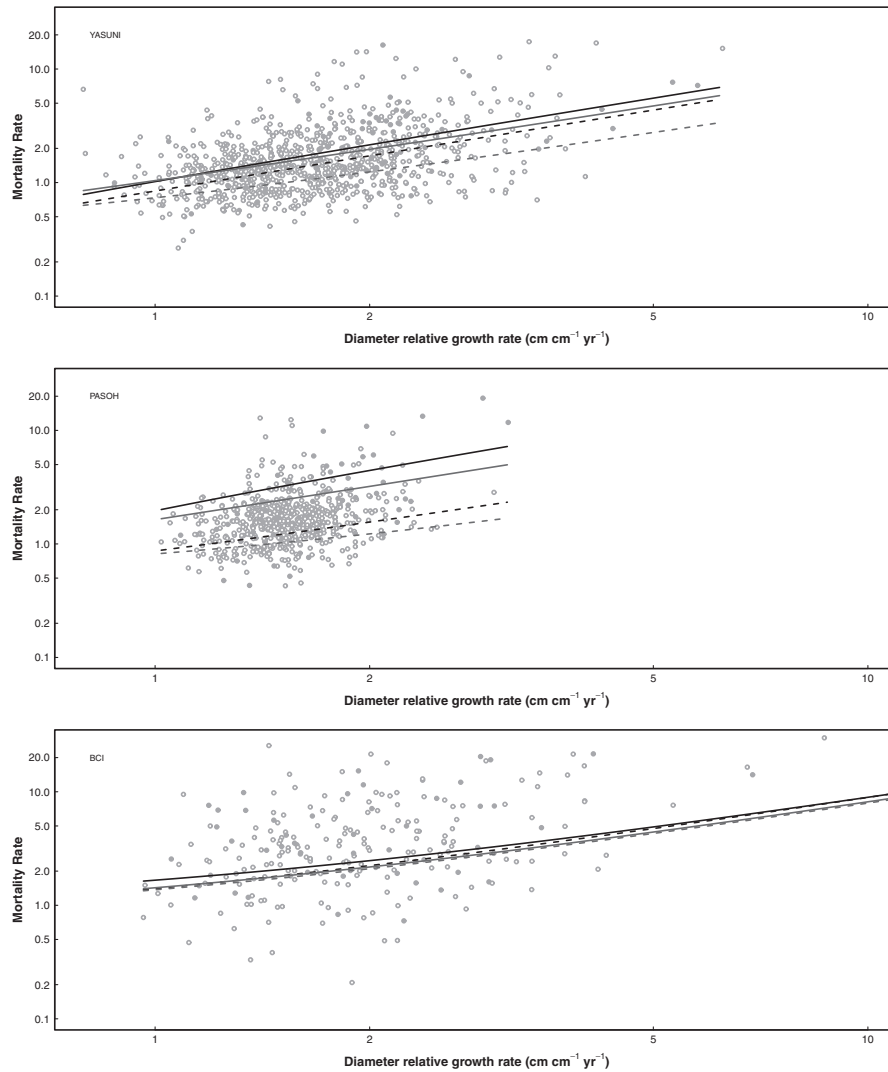 YASUNI
20.0
10.0
5.0
2.0
1.0
0.5
0.2
0.1
Mortality Rate
1 2 5 10
Diameter relative growth rate (cm cm⁻¹ yr⁻¹)
PASOH
20.0
10.0
5.0
2.0
1.0
0.5
0.2
0.1
Mortality Rate
1 2 5 10
Diameter relative growth rate (cm cm⁻¹ yr⁻¹)
BCI
20.0
10.0
5.0
2.0
1.0
0.5
0.2
0.1
Mortality Rate
1 2 5 10
Diameter relative growth rate (cm cm⁻¹ yr⁻¹)